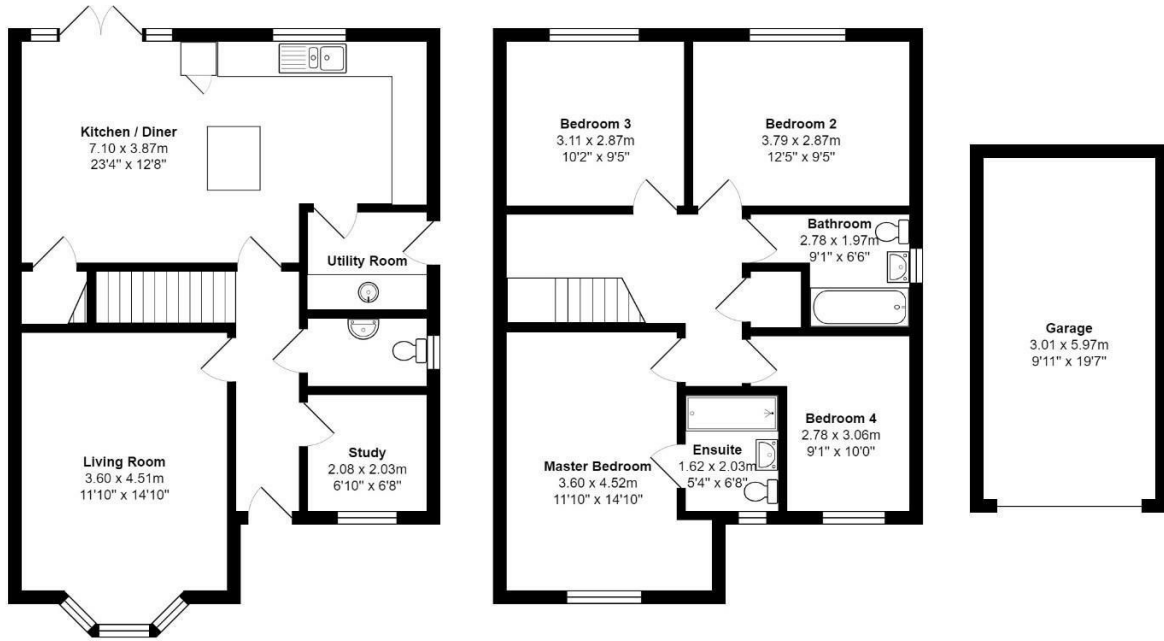 Kitchen / Diner
7.10 x 3.87m
23'4" x 12'8"
Utility Room
Living Room
3.60 x 4.51m
11'10" x 14'10"
Study
2.08 x 2.03m
6'10" x 6'8"
Bedroom 3
3.11 x 2.87m
10'2" x 9'5"
Bedroom 2
3.79 x 2.87m
12'5" x 9'5"
Bathroom
2.78 x 1.97m
9'1" x 6'6"
Master Bedroom
3.60 x 4.52m
11'10" x 14'10"
Ensuite
1.62 x 2.03m
5'4" x 6'8"
Bedroom 4
2.78 x 3.06m
9'1" x 10'0"
Garage
3.01 x 5.97m
9'11" x 19'7"